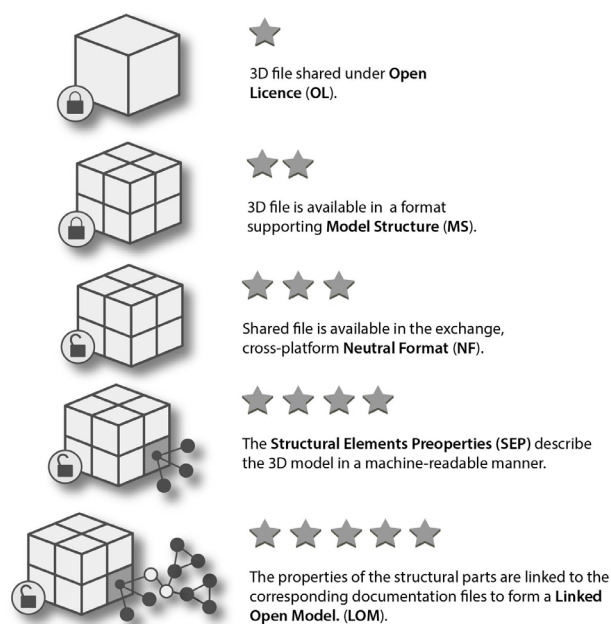 3D file shared under Open
Licence (OL).
3D file is available in a format
supporting Model Structure (MS).
Shared file is available in the exchange,
cross-platform Neutral Format (NF).
The Structural Elements Preoperties (SEP) describe
the 3D model in a machine-readable manner.
The properties of the structural parts are linked to the
corresponding documentation files to form a Linked
Open Model. (LOM).